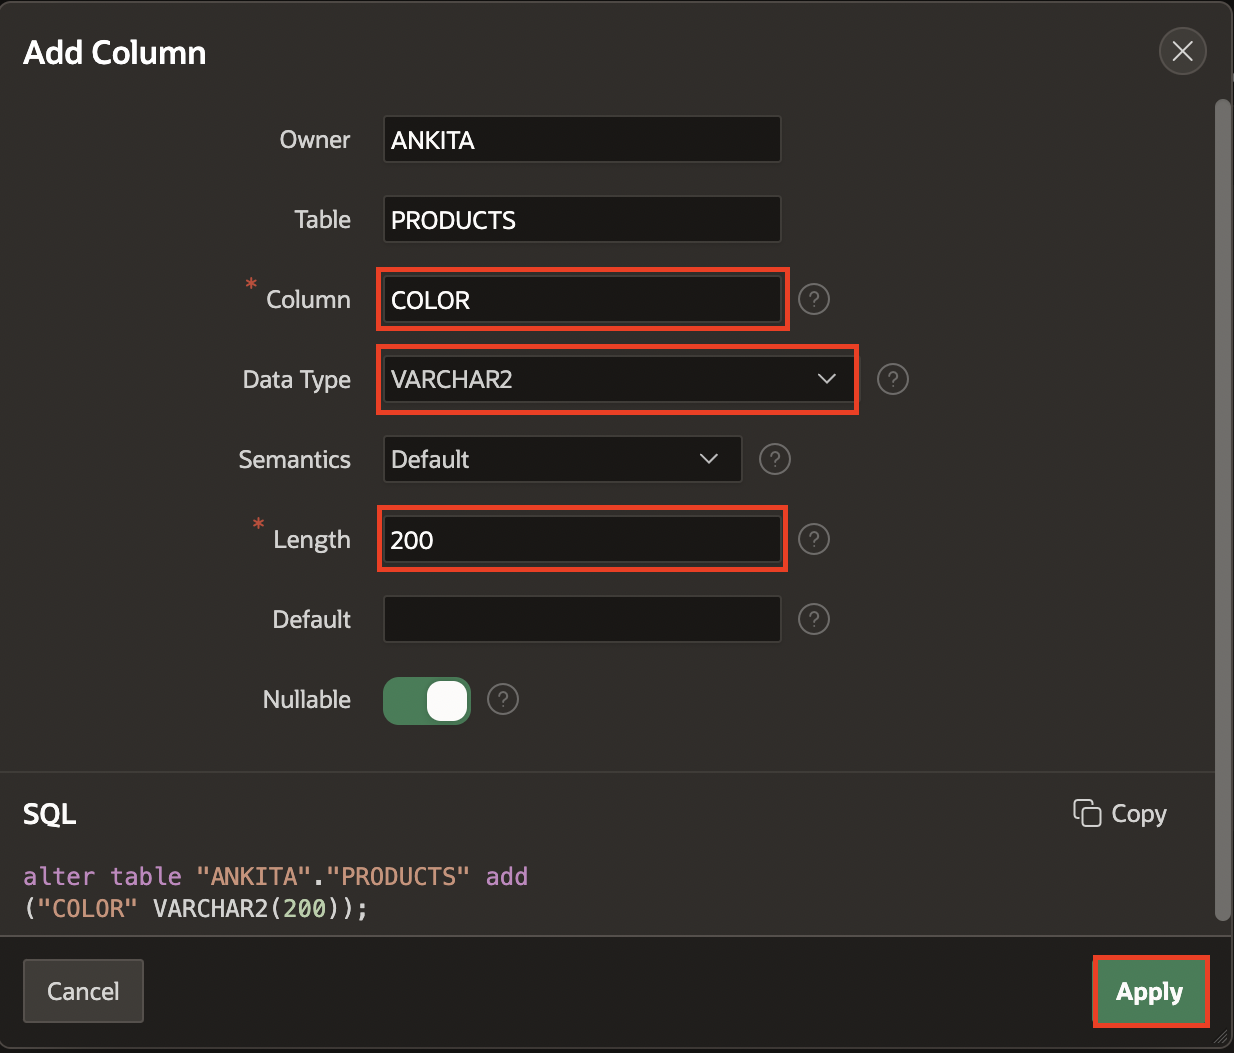 Add Column
Owner ANKITA
Table PRODUCTS
* Column COLOR ?
Data Type VARCHAR2 ?
Semantics Default ?
* Length 200 ?
Default ?
Nullable ?
SQL Copy
alter table "ANKITA"."PRODUCTS" add
("COLOR" VARCHAR2(200));
Cancel Apply